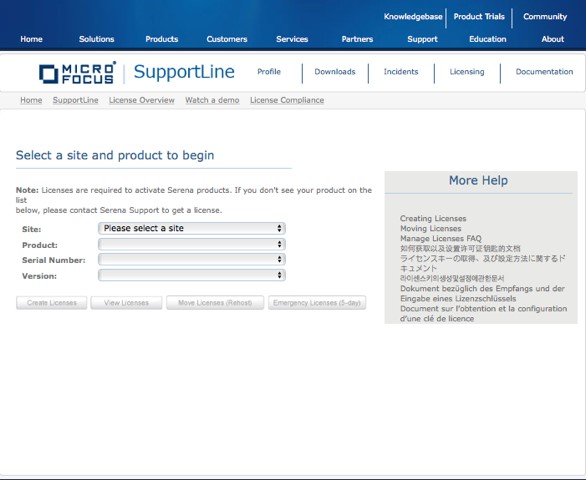 Knowledgebase Product Trials Community
Home Solutions Products Customers Services Partners Support Education About
MICRO FOCUS SupportLine Profile Downloads Incidents Licensing Documentation
Home SupportLine License Overview Watch a demo License Compliance
Select a site and product to begin
Note: Licenses are required to activate Serena products. If you don't see your product on the
list
below, please contact Serena Support to get a license.
Site: Please select a site
Product:
Serial Number:
Version:
Create Licenses View Licenses Move Licenses (Rehost) Emergency Licenses (5-day)
More Help
Creating Licenses
Moving Licenses
Manage Licenses FAQ
如何获取以及设置许可证钥匙的文档
ライセンスキーの取得、及び設定方法に関するド
キュメント
라이센스키의생성및설정에관한문서
Dokument bezüglich des Empfangs und der
Eingabe eines Lizenzschlüssels
Document sur l'obtention et la configuration
d'une clé de licence